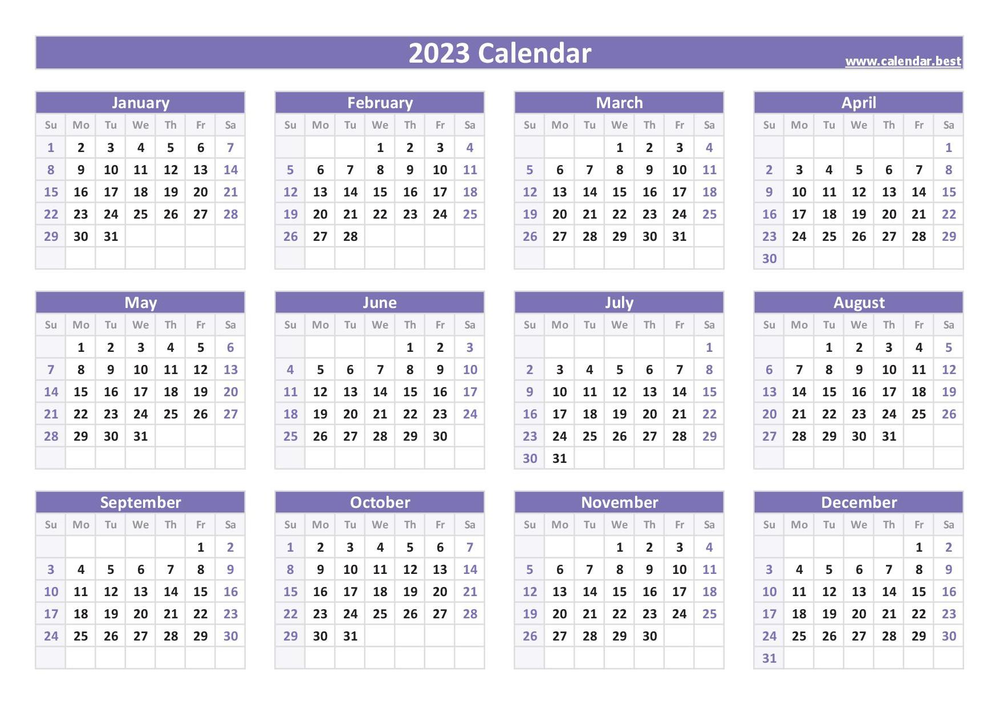 2023 Calendar
www.calendar.best
January
Su Mo Tu We Th Fr Sa
1 2 3 4 5 6 7
8 9 10 11 12 13 14
15 16 17 18 19 20 21
22 23 24 25 26 27 28
29 30 31
February
Su Mo Tu We Th Fr Sa
1 2 3 4
5 6 7 8 9 10 11
12 13 14 15 16 17 18
19 20 21 22 23 24 25
26 27 28
March
Su Mo Tu We Th Fr Sa
1 2 3 4
5 6 7 8 9 10 11
12 13 14 15 16 17 18
19 20 21 22 23 24 25
26 27 28 29 30 31
April
Su Mo Tu We Th Fr Sa
1
2 3 4 5 6 7 8
9 10 11 12 13 14 15
16 17 18 19 20 21 22
23 24 25 26 27 28 29
30
May
Su Mo Tu We Th Fr Sa
1 2 3 4 5 6
7 8 9 10 11 12 13
14 15 16 17 18 19 20
21 22 23 24 25 26 27
28 29 30 31
June
Su Mo Tu We Th Fr Sa
1 2 3
4 5 6 7 8 9 10
11 12 13 14 15 16 17
18 19 20 21 22 23 24
25 26 27 28 29 30
July
Su Mo Tu We Th Fr Sa
1
2 3 4 5 6 7 8
9 10 11 12 13 14 15
16 17 18 19 20 21 22
23 24 25 26 27 28 29
30 31
August
Su Mo Tu We Th Fr Sa
1 2 3 4 5
6 7 8 9 10 11 12
13 14 15 16 17 18 19
20 21 22 23 24 25 26
27 28 29 30 31
September
Su Mo Tu We Th Fr Sa
1 2
3 4 5 6 7 8 9
10 11 12 13 14 15 16
17 18 19 20 21 22 23
24 25 26 27 28 29 30
October
Su Mo Tu We Th Fr Sa
1 2 3 4 5 6 7
8 9 10 11 12 13 14
15 16 17 18 19 20 21
22 23 24 25 26 27 28
29 30 31
November
Su Mo Tu We Th Fr Sa
1 2 3 4
5 6 7 8 9 10 11
12 13 14 15 16 17 18
19 20 21 22 23 24 25
26 27 28 29 30
December
Su Mo Tu We Th Fr Sa
1 2
3 4 5 6 7 8 9
10 11 12 13 14 15 16
17 18 19 20 21 22 23
24 25 26 27 28 29 30
31